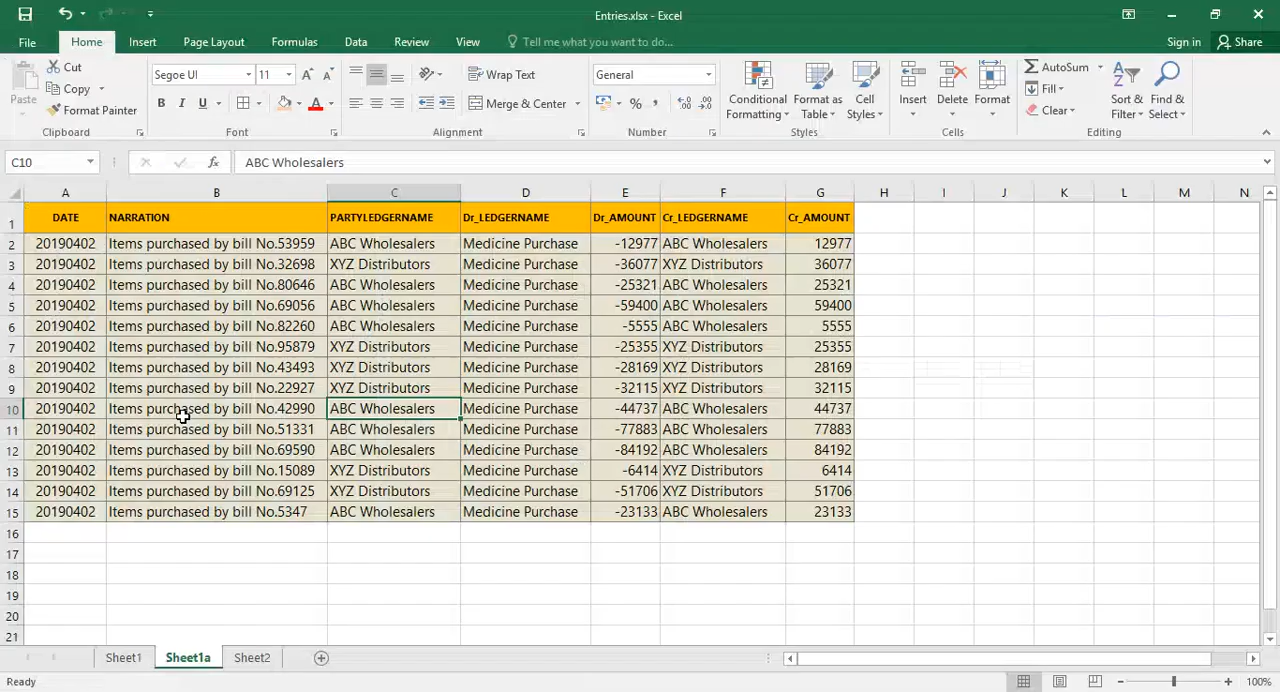 Entries.xlsx - Excel
File Home Insert Page Layout Formulas Data Review View Tell me what you want to do... Sign in Share
Paste Cut Copy Format Painter Clipboard
Segoe UI 11 A A B I U A Font
Wrap Text Merge & Center Alignment
General % , Number
Conditional Formatting Format as Table Cell Styles Styles
Insert Delete Format Cells
AutoSum Fill Clear Sort & Filter Find & Select Editing
C10 fx ABC Wholesalers
A B C D E F G H I J K L M N
1 DATE NARRATION PARTYLEDGERNAME Dr_LEDGERNAME Dr_AMOUNT Cr_LEDGERNAME Cr_AMOUNT
2 20190402 Items purchased by bill No.53959 ABC Wholesalers Medicine Purchase -12977 ABC Wholesalers 12977
3 20190402 Items purchased by bill No.32698 XYZ Distributors Medicine Purchase -36077 XYZ Distributors 36077
4 20190402 Items purchased by bill No.80646 ABC Wholesalers Medicine Purchase -25321 ABC Wholesalers 25321
5 20190402 Items purchased by bill No.69056 ABC Wholesalers Medicine Purchase -59400 ABC Wholesalers 59400
6 20190402 Items purchased by bill No.82260 ABC Wholesalers Medicine Purchase -5555 ABC Wholesalers 5555
7 20190402 Items purchased by bill No.95879 XYZ Distributors Medicine Purchase -25355 XYZ Distributors 25355
8 20190402 Items purchased by bill No.43493 XYZ Distributors Medicine Purchase -28169 XYZ Distributors 28169
9 20190402 Items purchased by bill No.22927 XYZ Distributors Medicine Purchase -32115 XYZ Distributors 32115
10 20190402 Items purchased by bill No.42990 ABC Wholesalers Medicine Purchase -44737 ABC Wholesalers 44737
11 20190402 Items purchased by bill No.51331 ABC Wholesalers Medicine Purchase -77883 ABC Wholesalers 77883
12 20190402 Items purchased by bill No.69590 ABC Wholesalers Medicine Purchase -84192 ABC Wholesalers 84192
13 20190402 Items purchased by bill No.15089 XYZ Distributors Medicine Purchase -6414 XYZ Distributors 6414
14 20190402 Items purchased by bill No.69125 XYZ Distributors Medicine Purchase -51706 XYZ Distributors 51706
15 20190402 Items purchased by bill No.5347 ABC Wholesalers Medicine Purchase -23133 ABC Wholesalers 23133
16
17
18
19
20
21
Sheet1 Sheet1a Sheet2
Ready 100%